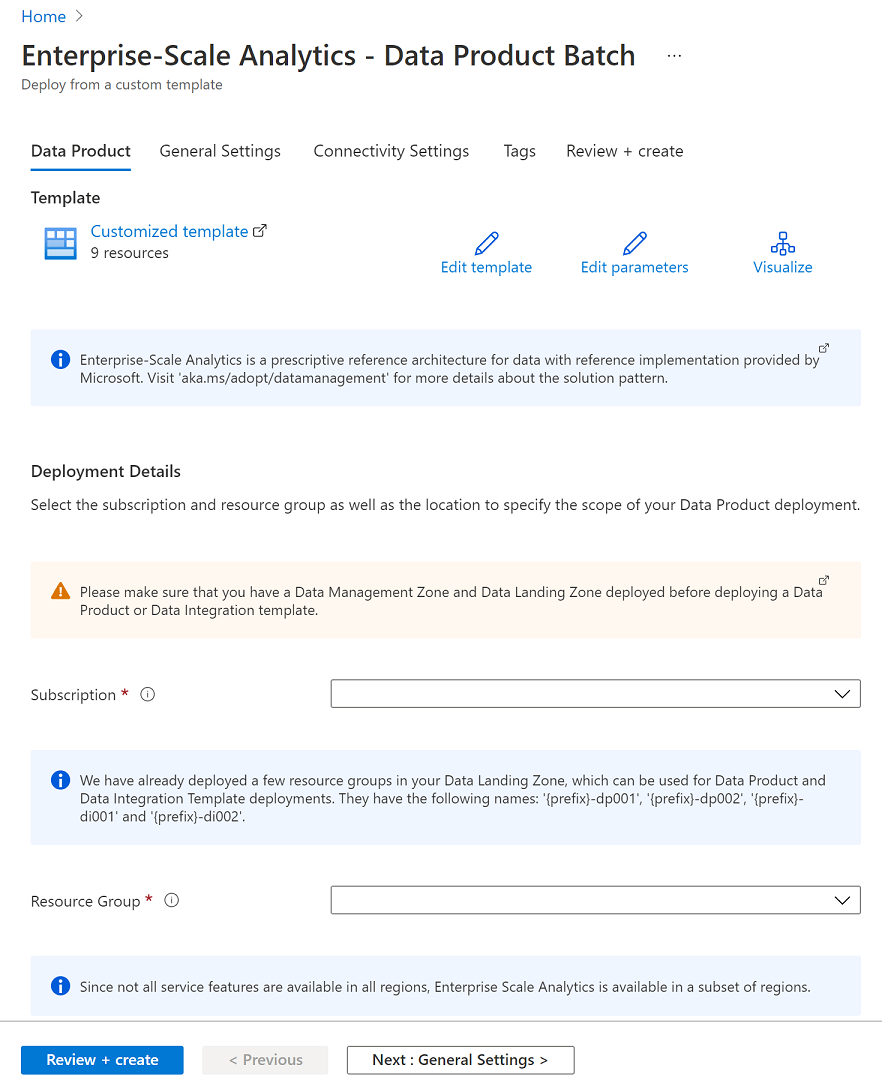 Home >
Enterprise-Scale Analytics - Data Product Batch ...
Deploy from a custom template
Data Product General Settings Connectivity Settings Tags Review + create
Template
Customized template
9 resources
Edit template Edit parameters Visualize
Enterprise-Scale Analytics is a prescriptive reference architecture for data with reference implementation provided by
Microsoft. Visit 'aka.ms/adopt/datamanagement' for more details about the solution pattern.
Deployment Details
Select the subscription and resource group as well as the location to specify the scope of your Data Product deployment.
Please make sure that you have a Data Management Zone and Data Landing Zone deployed before deploying a Data
Product or Data Integration template.
Subscription *
We have already deployed a few resource groups in your Data Landing Zone, which can be used for Data Product and
Data Integration Template deployments. They have the following names: '{prefix}-dp001', '{prefix}-dp002', '{prefix}-
di001' and '{prefix}-di002'.
Resource Group *
Since not all service features are available in all regions, Enterprise Scale Analytics is available in a subset of regions.
Review + create < Previous Next : General Settings >